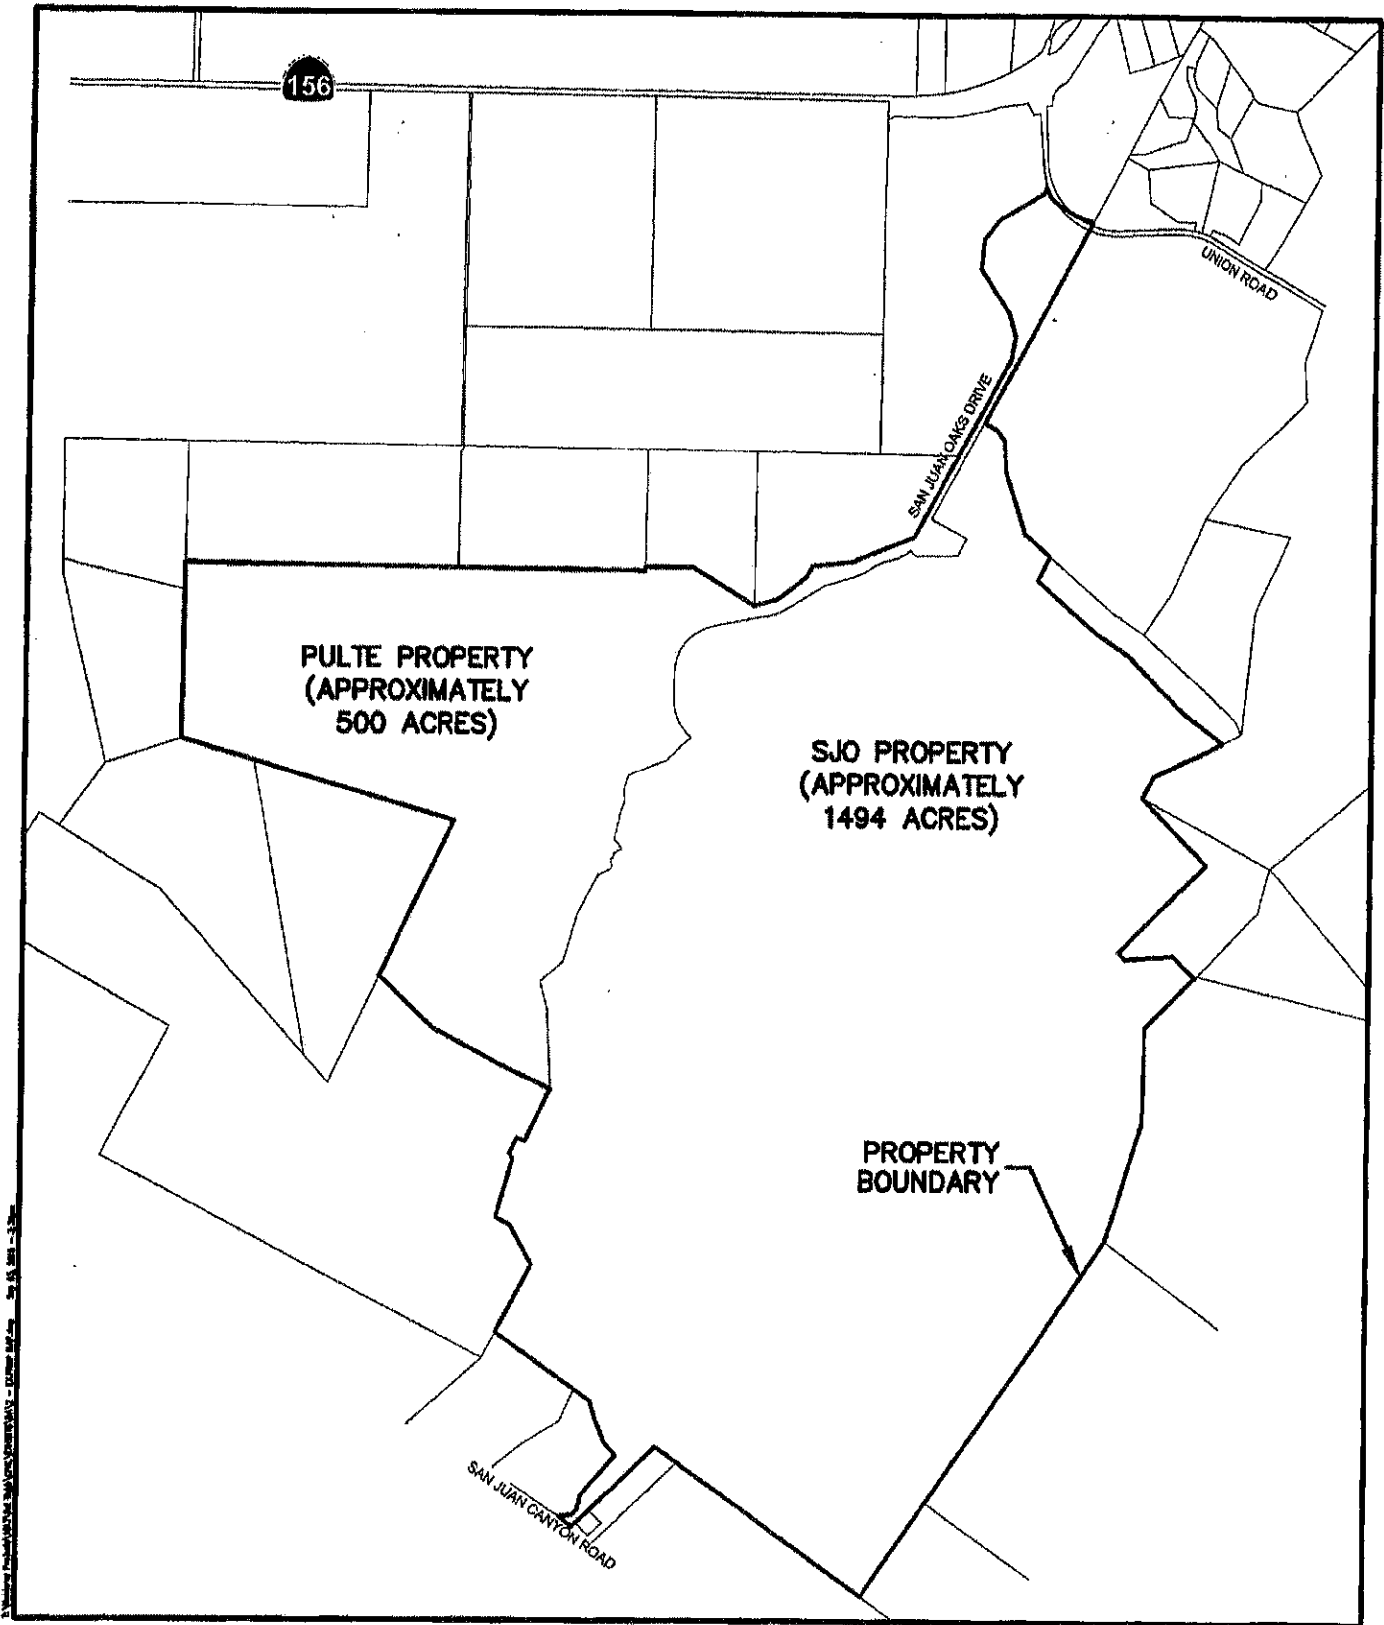 156
UNION ROAD
SAN JUAN OAKS DRIVE
PULTE PROPERTY
(APPROXIMATELY
500 ACRES)
SJO PROPERTY
(APPROXIMATELY
1494 ACRES)
PROPERTY
BOUNDARY
SAN JUAN CANYON ROAD